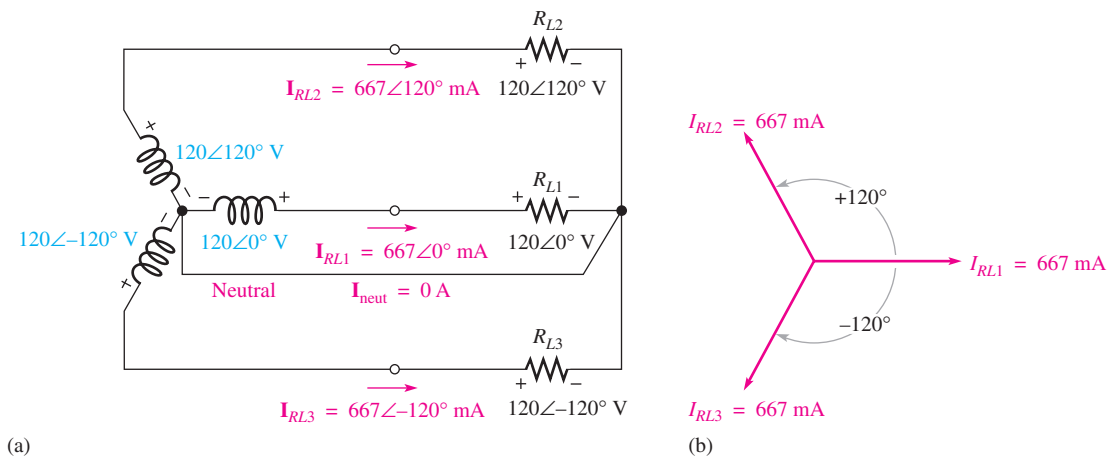 R_L2
+ −
I_RL2 = 667∠120° mA
120∠120° V
+
120∠120° V
−
− +
R_L1
+ −
120∠−120° V
120∠0° V
120∠0° V
−
+
I_RL1 = 667∠0° mA
Neutral
I_neut = 0 A
R_L3
+ −
I_RL3 = 667∠−120° mA
120∠−120° V
(a)
I_RL2 = 667 mA
+120°
I_RL1 = 667 mA
−120°
I_RL3 = 667 mA
(b)